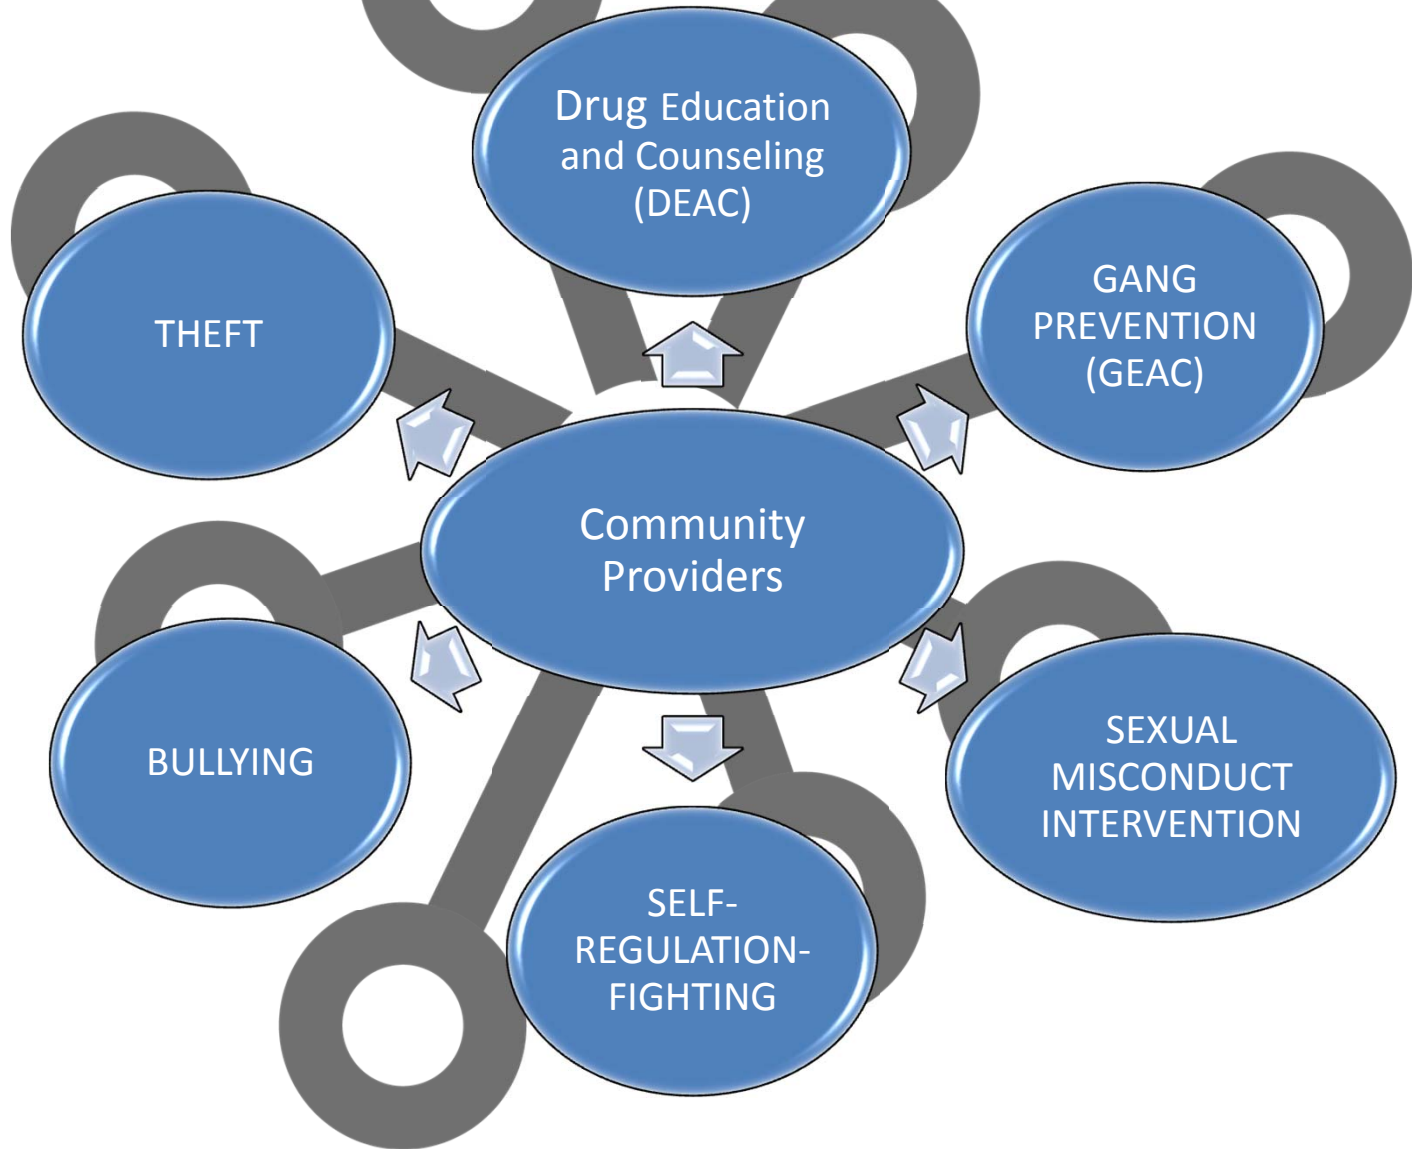 Drug Education
and Counseling
(DEAC)
THEFT
GANG
PREVENTION
(GEAC)
Community
Providers
BULLYING
SEXUAL
MISCONDUCT
INTERVENTION
SELF-
REGULATION-
FIGHTING